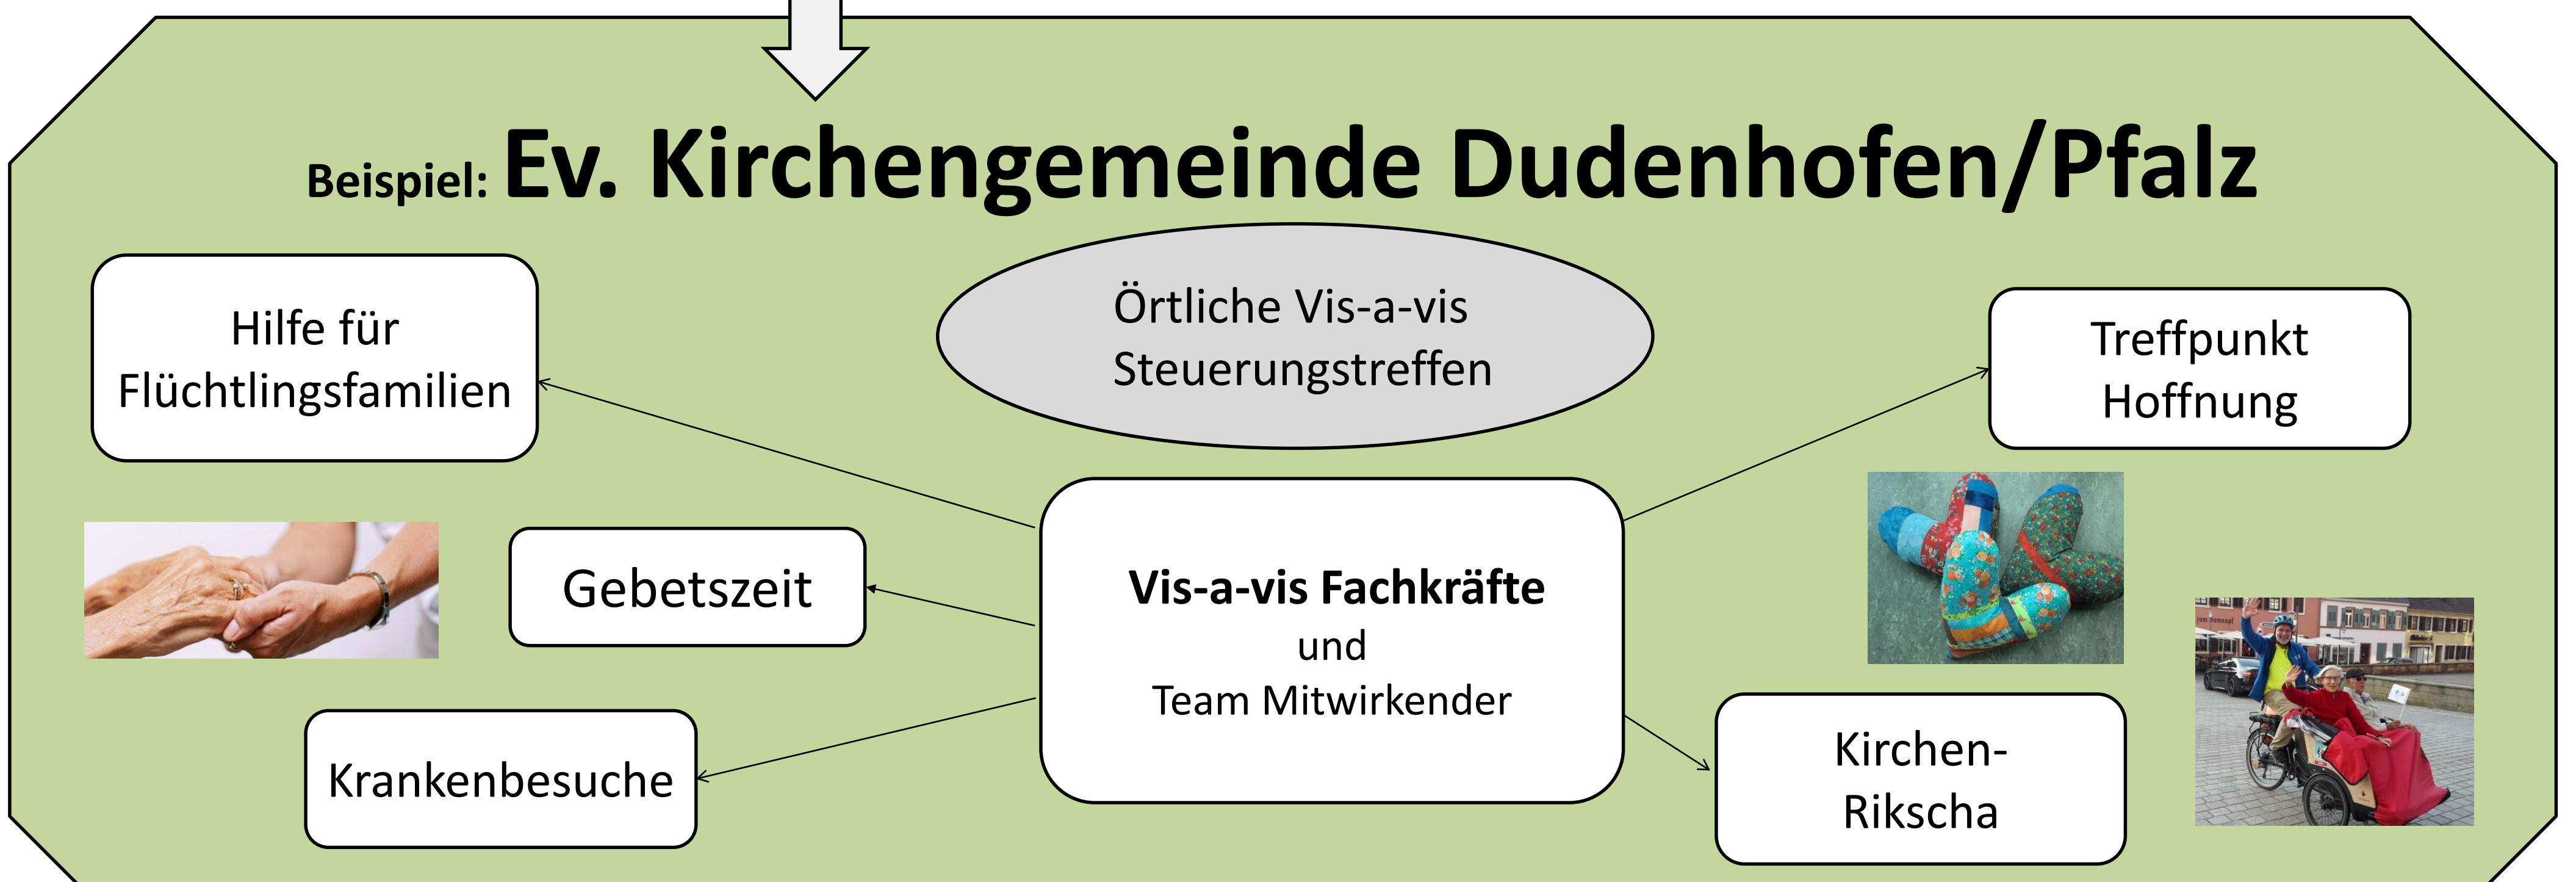 Beispiel: Ev. Kirchengemeinde Dudenhofen/Pfalz
Örtliche Vis-a-vis
Steuerungstreffen
Hilfe für
Flüchtlingsfamilien
Treffpunkt
Hoffnung
Gebetszeit
Vis-a-vis Fachkräfte
und
Team Mitwirkender
Krankenbesuche
Kirchen-
Rikscha